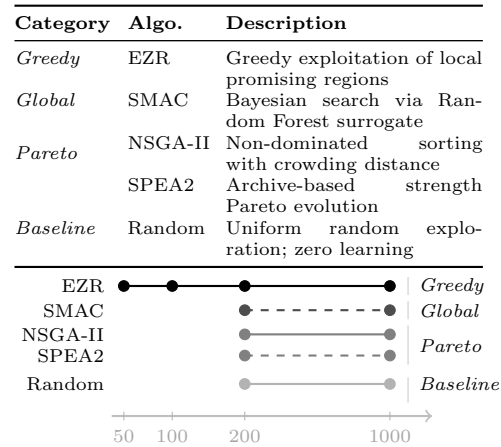 Category Algo. Description
Greedy EZR Greedy exploitation of local
promising regions
Global SMAC Bayesian search via Ran-
dom Forest surrogate
Pareto NSGA-II Non-dominated sorting
with crowding distance
SPEA2 Archive-based strength
Pareto evolution
Baseline Random Uniform random explo-
ration; zero learning
EZR Greedy
SMAC Global
NSGA-II
Pareto
SPEA2
Random Baseline
50 100 200 1000